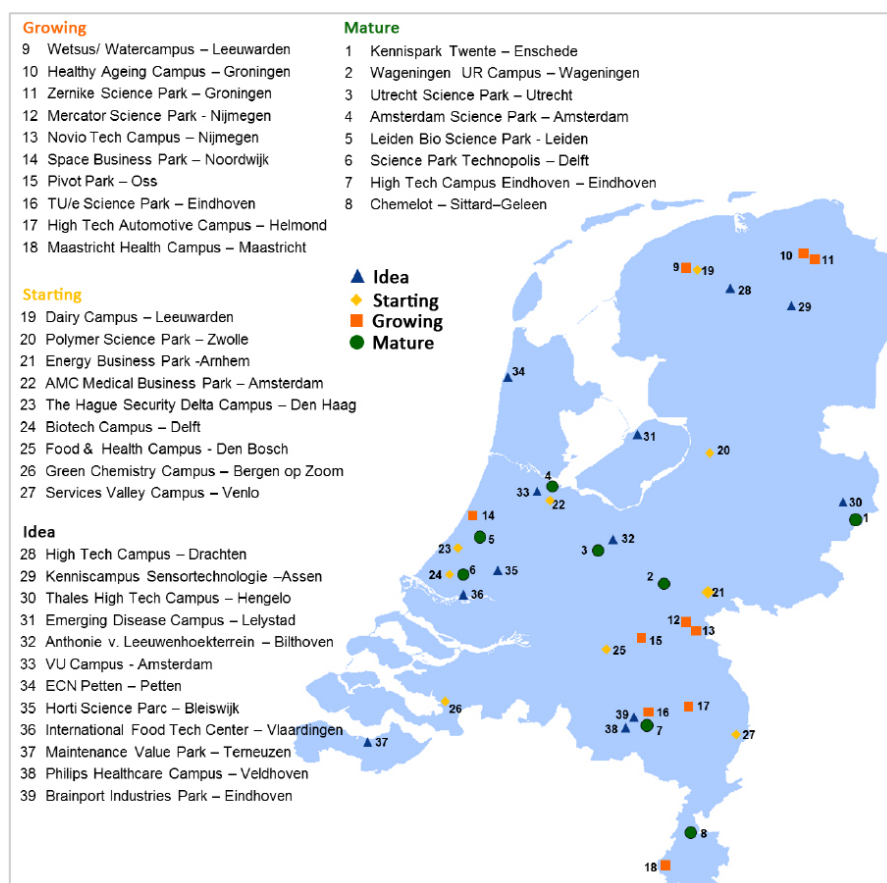 Growing
9 Wetsus/ Watercampus – Leeuwarden
10 Healthy Ageing Campus – Groningen
11 Zernike Science Park – Groningen
12 Mercator Science Park - Nijmegen
13 Novio Tech Campus – Nijmegen
14 Space Business Park – Noordwijk
15 Pivot Park – Oss
16 TU/e Science Park – Eindhoven
17 High Tech Automotive Campus – Helmond
18 Maastricht Health Campus – Maastricht
Mature
1 Kennispark Twente – Enschede
2 Wageningen UR Campus – Wageningen
3 Utrecht Science Park – Utrecht
4 Amsterdam Science Park – Amsterdam
5 Leiden Bio Science Park - Leiden
6 Science Park Technopolis – Delft
7 High Tech Campus Eindhoven – Eindhoven
8 Chemelot – Sittard–Geleen
Starting
19 Dairy Campus – Leeuwarden
20 Polymer Science Park – Zwolle
21 Energy Business Park -Arnhem
22 AMC Medical Business Park – Amsterdam
23 The Hague Security Delta Campus – Den Haag
24 Biotech Campus – Delft
25 Food & Health Campus - Den Bosch
26 Green Chemistry Campus – Bergen op Zoom
27 Services Valley Campus – Venlo
Idea
28 High Tech Campus – Drachten
29 Kenniscampus Sensortechnologie –Assen
30 Thales High Tech Campus – Hengelo
31 Emerging Disease Campus – Lelystad
32 Anthonie v. Leeuwenhoekterrein – Bilthoven
33 VU Campus - Amsterdam
34 ECN Petten – Petten
35 Horti Science Parc – Bleiswijk
36 International Food Tech Center – Vlaardingen
37 Maintenance Value Park – Terneuzen
38 Philips Healthcare Campus – Veldhoven
39 Brainport Industries Park – Eindhoven
Idea
Starting
Growing
Mature
10
11
9
19
28
29
34
31
20
4
33
22
30
1
14
5
23
3
32
24
6
35
36
2
21
12
13
15
25
26
17
16
39
38
7
27
37
8
18